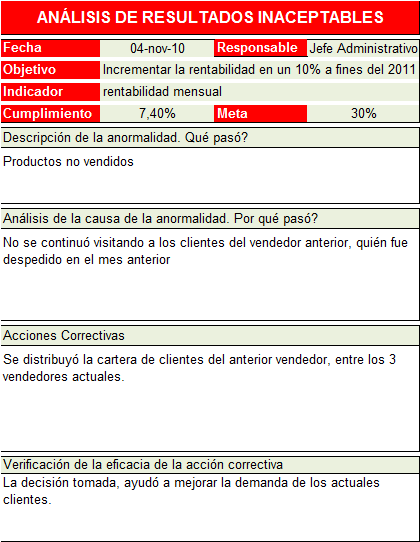 ANÁLISIS DE RESULTADOS INACEPTABLES
Fecha 04-nov-10 Responsable Jefe Administrativo
Objetivo Incrementar la rentabilidad en un 10% a fines del 2011
Indicador rentabilidad mensual
Cumplimiento 7,40% Meta 30%
Descripción de la anormalidad. Qué pasó?
Productos no vendidos
Análisis de la causa de la anormalidad. Por qué pasó?
No se continuó visitando a los clientes del vendedor anterior, quién fue
despedido en el mes anterior
Acciones Correctivas
Se distribuyó la cartera de clientes del anterior vendedor, entre los 3
vendedores actuales.
Verificación de la eficacia de la acción correctiva
La decisión tomada, ayudó a mejorar la demanda de los actuales
clientes.